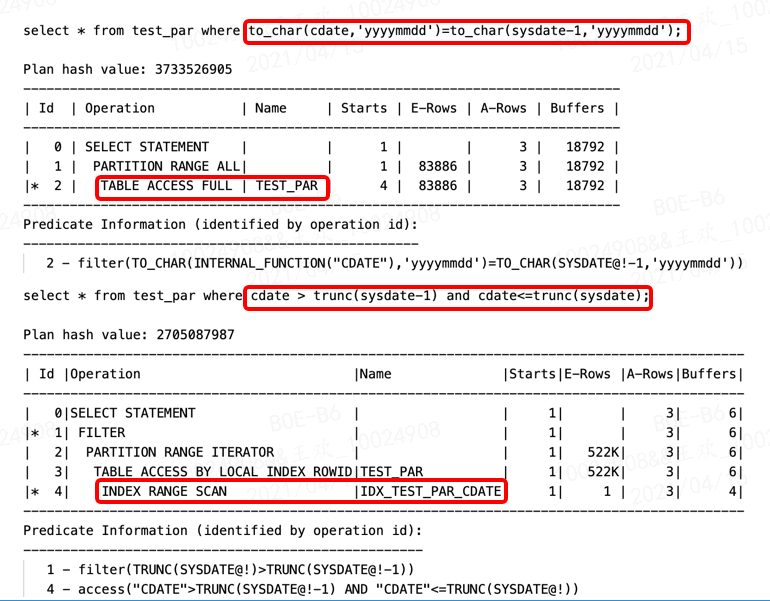 select * from test_par where to_char(cdate,'yyyymmdd')=to_char(sysdate-1,'yyyymmdd');
Plan hash value: 3733526905
--------------------------------------------------------------------------------
| Id | Operation | Name | Starts | E-Rows | A-Rows | Buffers |
--------------------------------------------------------------------------------
| 0 | SELECT STATEMENT | | 1 | | 3 | 18792 |
| 1 | PARTITION RANGE ALL| | 1 | 83886 | 3 | 18792 |
|* 2 | TABLE ACCESS FULL | TEST_PAR | 4 | 83886 | 3 | 18792 |
--------------------------------------------------------------------------------
Predicate Information (identified by operation id):
---------------------------------------------------
2 - filter(TO_CHAR(INTERNAL_FUNCTION("CDATE"),'yyyymmdd')=TO_CHAR(SYSDATE@!-1,'yyyymmdd'))
select * from test_par where cdate > trunc(sysdate-1) and cdate<=trunc(sysdate);
Plan hash value: 2705087987
--------------------------------------------------------------------------------
| Id |Operation |Name |Starts|E-Rows |A-Rows|Buffers|
--------------------------------------------------------------------------------
| 0|SELECT STATEMENT | | 1| | 3| 6|
|* 1| FILTER | | 1| | 3| 6|
| 2| PARTITION RANGE ITERATOR | | 1| 522K| 3| 6|
| 3| TABLE ACCESS BY LOCAL INDEX ROWID|TEST_PAR | 1| 522K| 3| 6|
|* 4| INDEX RANGE SCAN |IDX_TEST_PAR_CDATE | 1| 1 | 3| 4|
--------------------------------------------------------------------------------
Predicate Information (identified by operation id):
---------------------------------------------------
1 - filter(TRUNC(SYSDATE@!)>TRUNC(SYSDATE@!-1))
4 - access("CDATE">TRUNC(SYSDATE@!-1) AND "CDATE"<=TRUNC(SYSDATE@!))